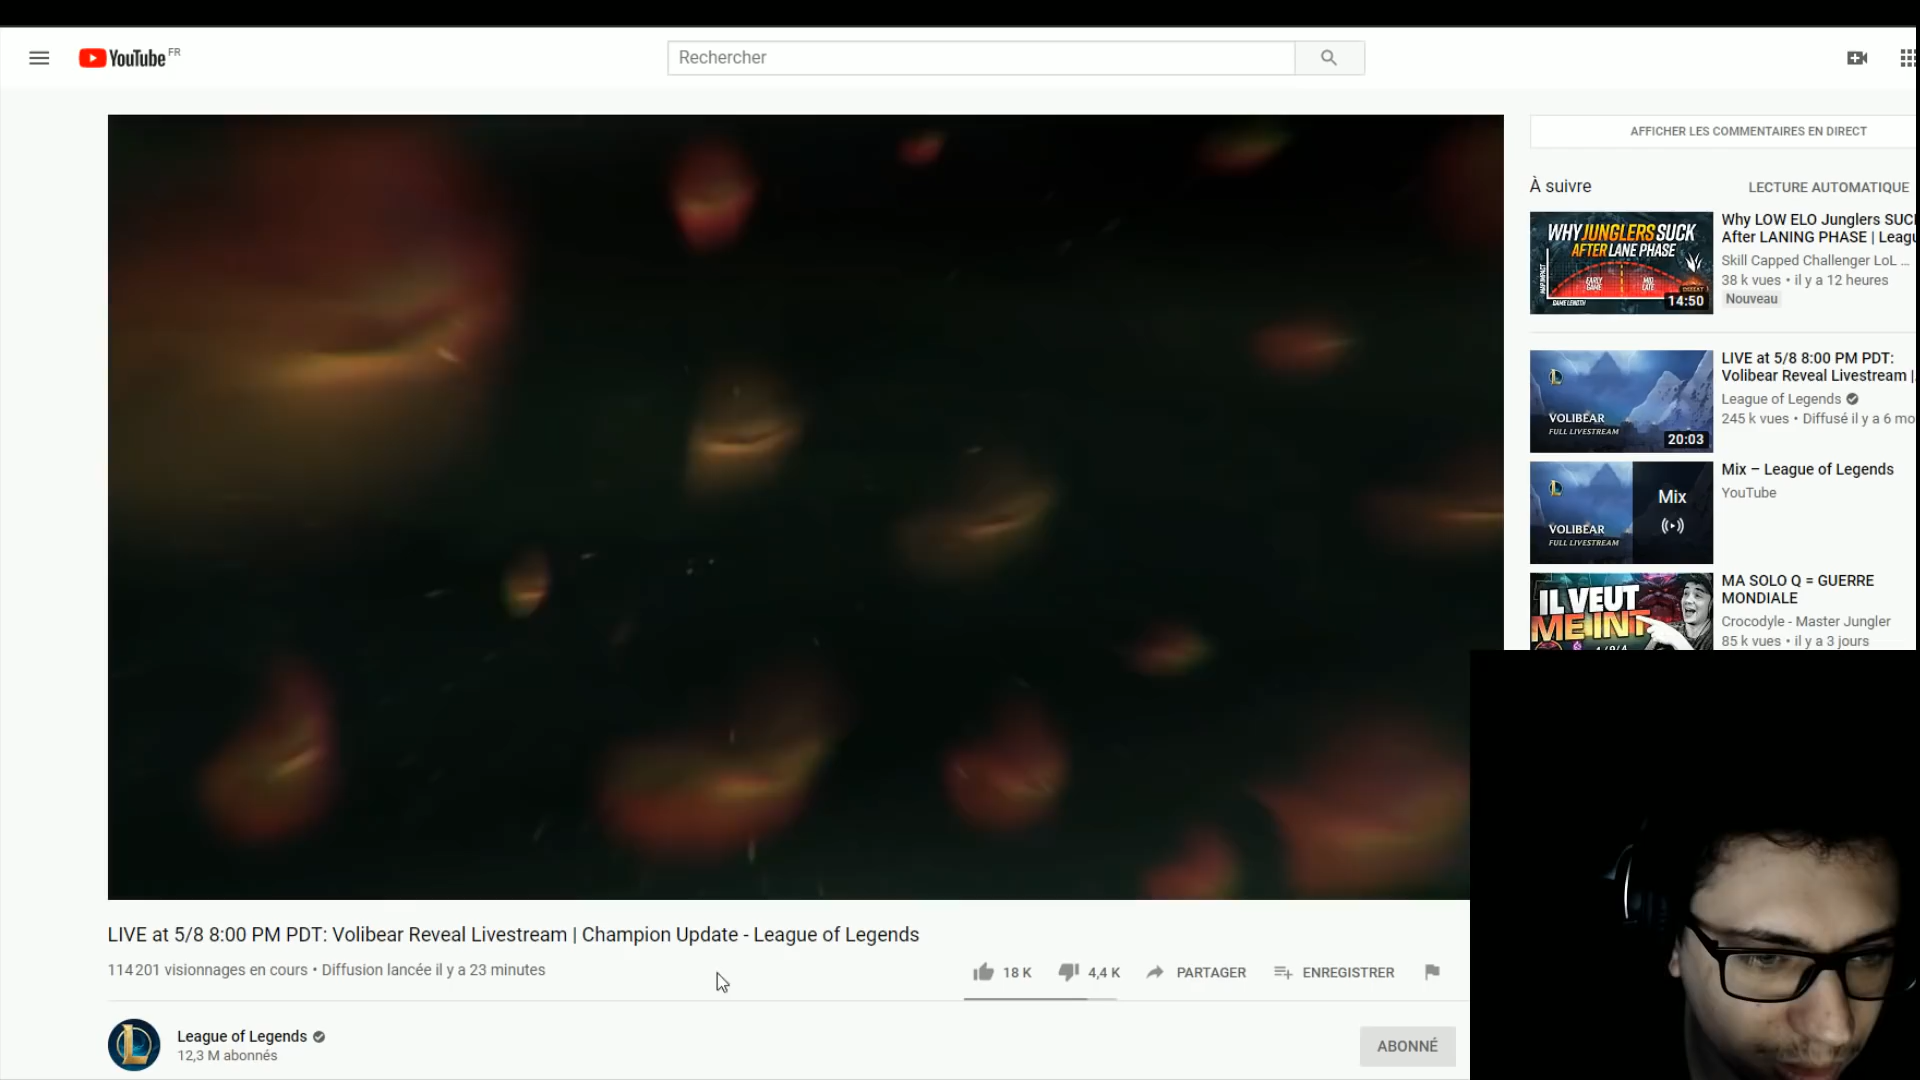 YouTube FR
Rechercher
AFFICHER LES COMMENTAIRES EN DIRECT
À suivre
LECTURE AUTOMATIQUE
WHY JUNGLERS SUCK
AFTER LANE PHASE
EARLY GAME
GAME LENGTH
14:50
Why LOW ELO Junglers SUC
After LANING PHASE | Leagu
Skill Capped Challenger LoL ...
38 k vues • il y a 12 heures
Nouveau
VOLIBEAR
FULL LIVESTREAM
20:03
LIVE at 5/8 8:00 PM PDT:
Volibear Reveal Livestream |
League of Legends
245 k vues • Diffusé il y a 6 mo
VOLIBEAR
FULL LIVESTREAM
Mix
Mix – League of Legends
YouTube
IL VEUT
ME INT
MA SOLO Q = GUERRE
MONDIALE
Crocodyle - Master Jungler
85 k vues • il y a 3 jours
LIVE at 5/8 8:00 PM PDT: Volibear Reveal Livestream | Champion Update - League of Legends
114 201 visionnages en cours • Diffusion lancée il y a 23 minutes
18 K
4,4 K
PARTAGER
ENREGISTRER
League of Legends
12,3 M abonnés
ABONNÉ